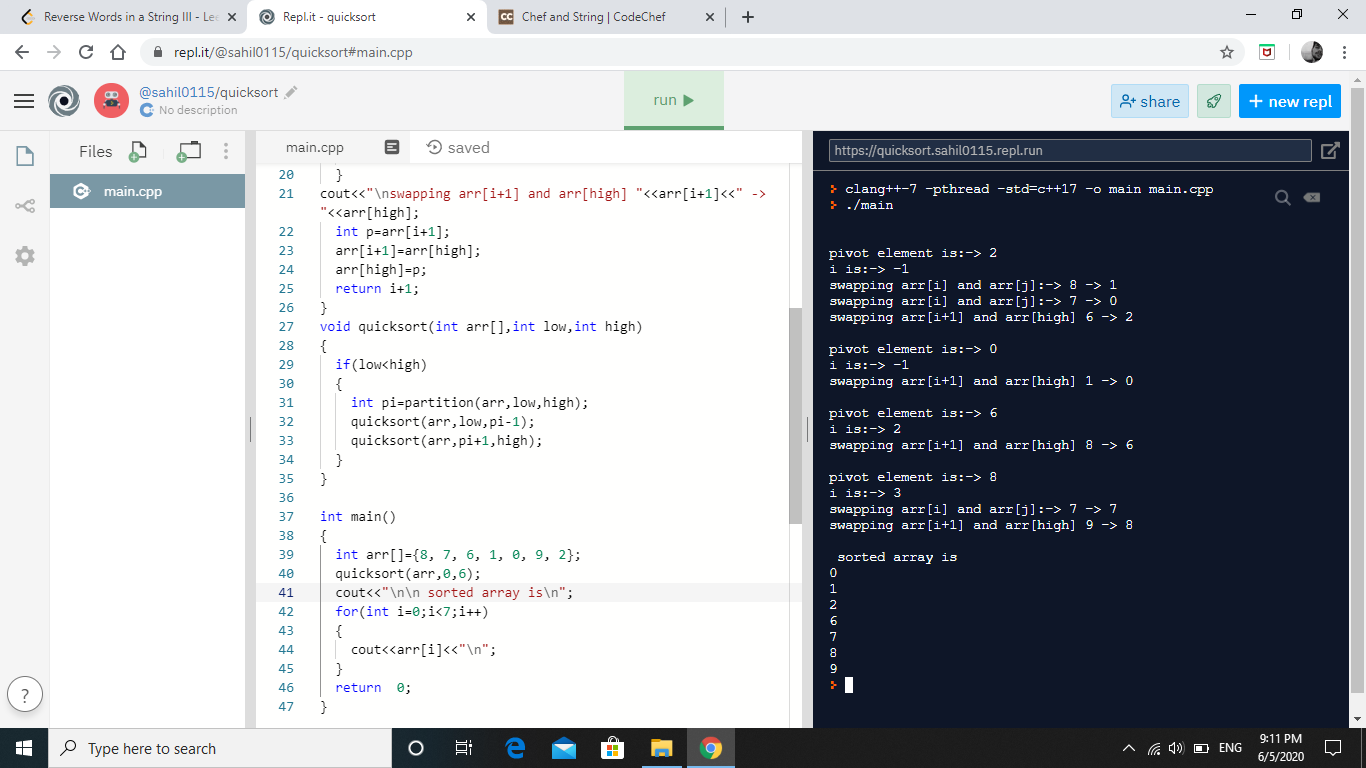 Reverse Words in a String III - Lee
Repl.it - quicksort
CC Chef and String | CodeChef
repl.it/@sahil0115/quicksort#main.cpp
@sahil0115/quicksort
No description
run
share
+ new repl
Files
main.cpp
main.cpp
saved
20 }
21 cout<<"\nswapping arr[i+1] and arr[high] "<<arr[i+1]<<" ->
"<<arr[high];
22 int p=arr[i+1];
23 arr[i+1]=arr[high];
24 arr[high]=p;
25 return i+1;
26 }
27 void quicksort(int arr[],int low,int high)
28 {
29 if(low<high)
30 {
31 int pi=partition(arr,low,high);
32 quicksort(arr,low,pi-1);
33 quicksort(arr,pi+1,high);
34 }
35 }
36
37 int main()
38 {
39 int arr[]={8, 7, 6, 1, 0, 9, 2};
40 quicksort(arr,0,6);
41 cout<<"\n\n sorted array is\n";
42 for(int i=0;i<7;i++)
43 {
44 cout<<arr[i]<<"\n";
45 }
46 return 0;
47 }
?
https://quicksort.sahil0115.repl.run
> clang++-7 -pthread -std=c++17 -o main main.cpp
> ./main
pivot element is:-> 2
i is:-> -1
swapping arr[i] and arr[j]:-> 8 -> 1
swapping arr[i] and arr[j]:-> 7 -> 0
swapping arr[i+1] and arr[high] 6 -> 2
pivot element is:-> 0
i is:-> -1
swapping arr[i+1] and arr[high] 1 -> 0
pivot element is:-> 6
i is:-> 2
swapping arr[i+1] and arr[high] 8 -> 6
pivot element is:-> 8
i is:-> 3
swapping arr[i] and arr[j]:-> 7 -> 7
swapping arr[i+1] and arr[high] 9 -> 8
sorted array is
0
1
2
6
7
8
9
>
Type here to search
ENG
9:11 PM
6/5/2020